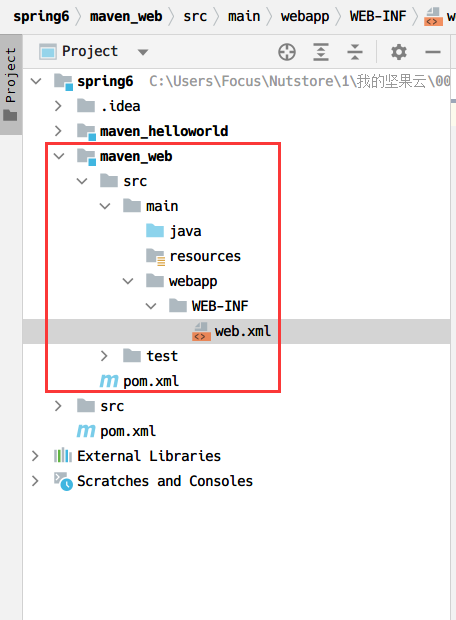 spring6 maven_web src main webapp WEB-INF
Project
Project
spring6 C:\Users\Focus\Nutstore\1\我的坚果云\00
.idea
maven_helloworld
maven_web
src
main
java
resources
webapp
WEB-INF
web.xml
test
pom.xml
src
pom.xml
External Libraries
Scratches and Consoles